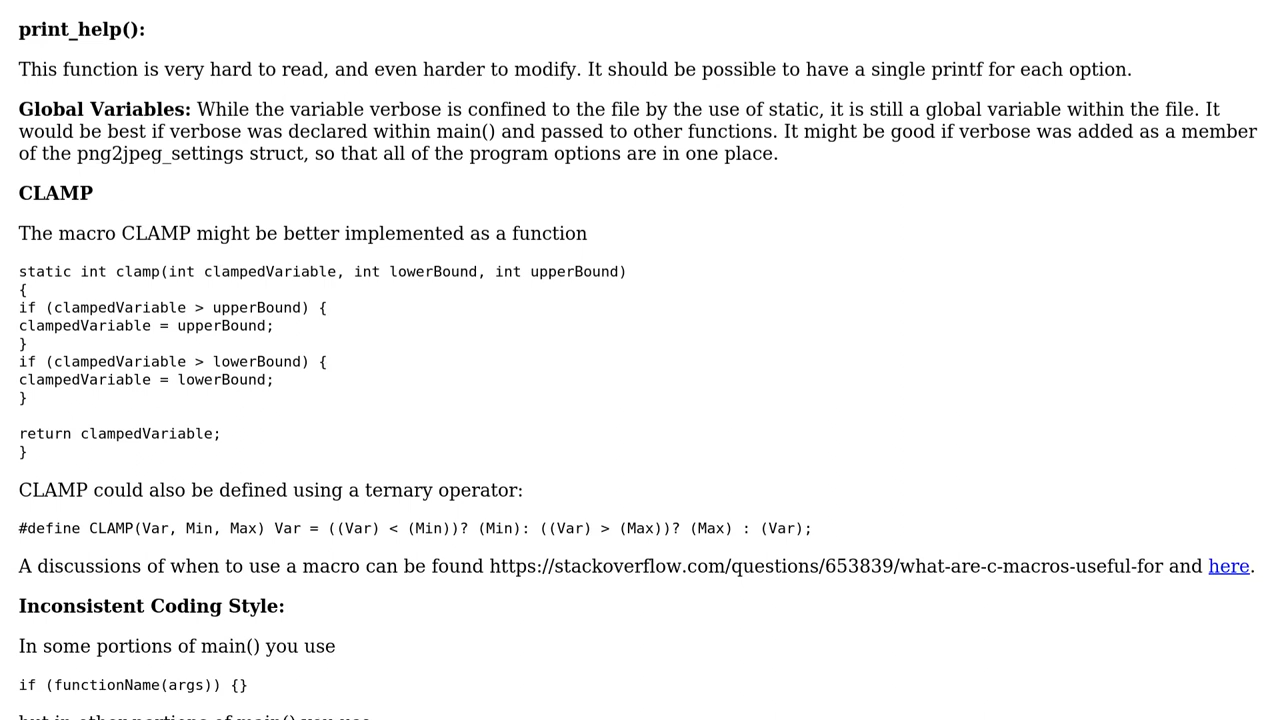 print_help():
This function is very hard to read, and even harder to modify. It should be possible to have a single printf for each option.
Global Variables: While the variable verbose is confined to the file by the use of static, it is still a global variable within the file. It
would be best if verbose was declared within main() and passed to other functions. It might be good if verbose was added as a member
of the png2jpeg_settings struct, so that all of the program options are in one place.
CLAMP
The macro CLAMP might be better implemented as a function
static int clamp(int clampedVariable, int lowerBound, int upperBound)
{
if (clampedVariable > upperBound) {
clampedVariable = upperBound;
}
if (clampedVariable > lowerBound) {
clampedVariable = lowerBound;
}
return clampedVariable;
}
CLAMP could also be defined using a ternary operator:
#define CLAMP(Var, Min, Max) Var = ((Var) < (Min))? (Min): ((Var) > (Max))? (Max) : (Var);
A discussions of when to use a macro can be found https://stackoverflow.com/questions/653839/what-are-c-macros-useful-for and here.
Inconsistent Coding Style:
In some portions of main() you use
if (functionName(args)) {}
but in other portions of main() you use